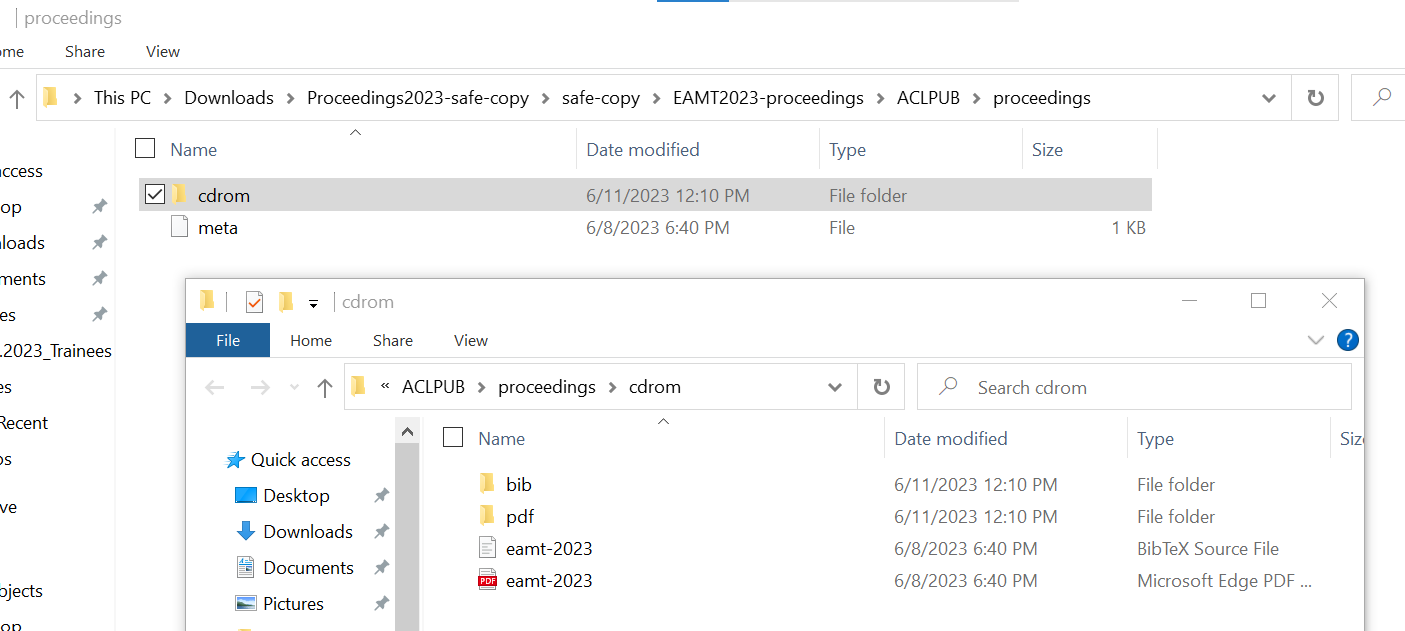 proceedings
ome Share View
This PC Downloads Proceedings2023-safe-copy safe-copy EAMT2023-proceedings ACLPUB proceedings
Name Date modified Type Size
access
cdrom 6/11/2023 12:10 PM File folder
op
meta 6/8/2023 6:40 PM File 1 KB
nloads
ments
es
.2023_Trainees
es
Recent
os
ve
bjects
op
cdrom
File Home Share View ?
« ACLPUB proceedings cdrom Search cdrom
Name Date modified Type Size
Quick access
bib 6/11/2023 12:10 PM File folder
Desktop
pdf 6/11/2023 12:10 PM File folder
Downloads
eamt-2023 6/8/2023 6:40 PM BibTeX Source File
Documents
PDF eamt-2023 6/8/2023 6:40 PM Microsoft Edge PDF ...
Pictures